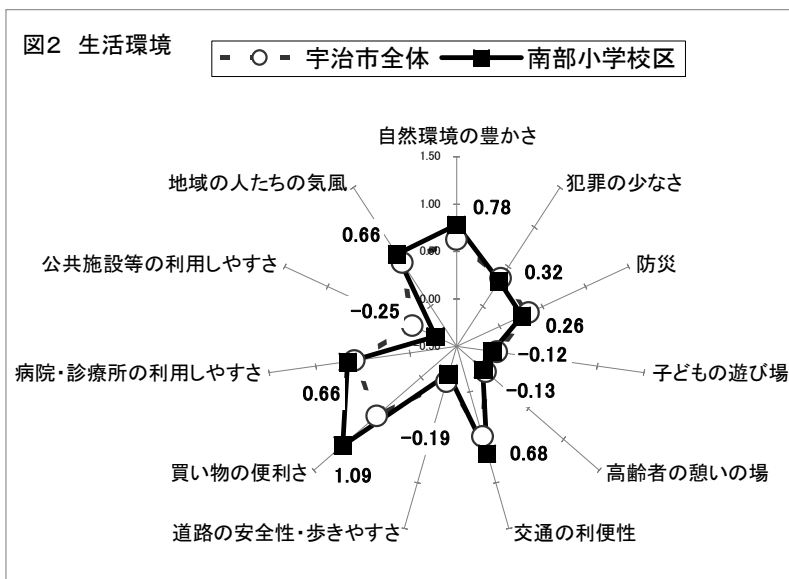 図2 生活環境
宇治市全体
南部小学校区
自然環境の豊かさ
1.50
地域の人たちの気風
犯罪の少なさ
1.00
0.78
0.66
公共施設等の利用しやすさ
0.50
防災
0.32
-0.25
0.00
0.26
-0.50
-0.12
病院・診療所の利用しやすさ
子どもの遊び場
0.66
-0.13
-0.19
0.68
買い物の便利さ
高齢者の憩いの場
1.09
道路の安全性・歩きやすさ
交通の利便性